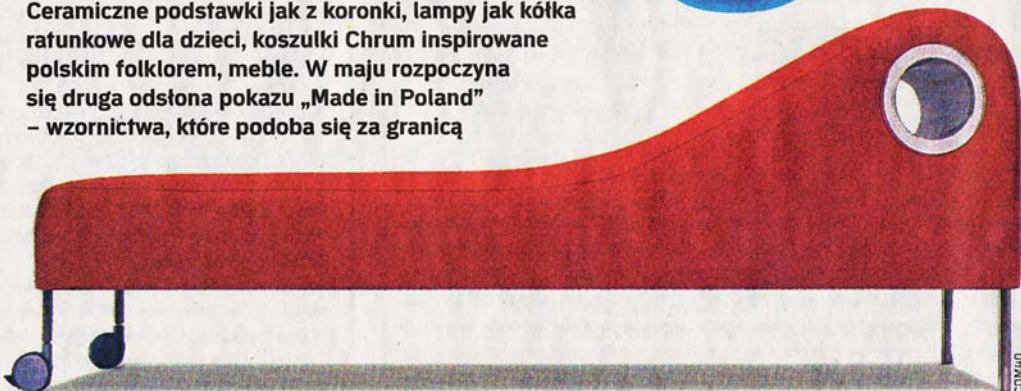 Ceramiczne podstawki jak z koronki, lampy jak kółka
ratunkowe dla dzieci, koszulki Chrum inspirowane
polskim folklorem, meble. W maju rozpoczyna
się druga odsłona pokazu „Made in Poland”
– wzornictwa, które podoba się za granicą